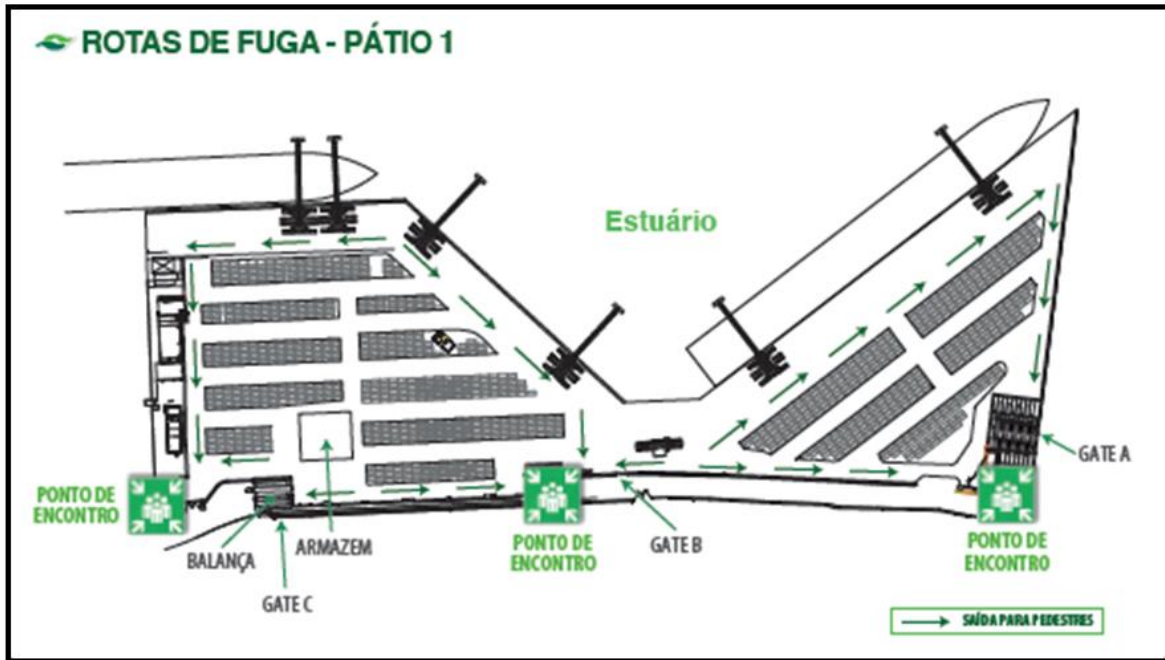 ROTAS DE FUGA - PÁTIO 1
Estuário
GATE A
PONTO DE
ENCONTRO
BALANÇA
ARMAZEM
GATE C
PONTO DE
ENCONTRO
GATE B
PONTO DE
ENCONTRO
SAÍDA PARA PEDESTRES